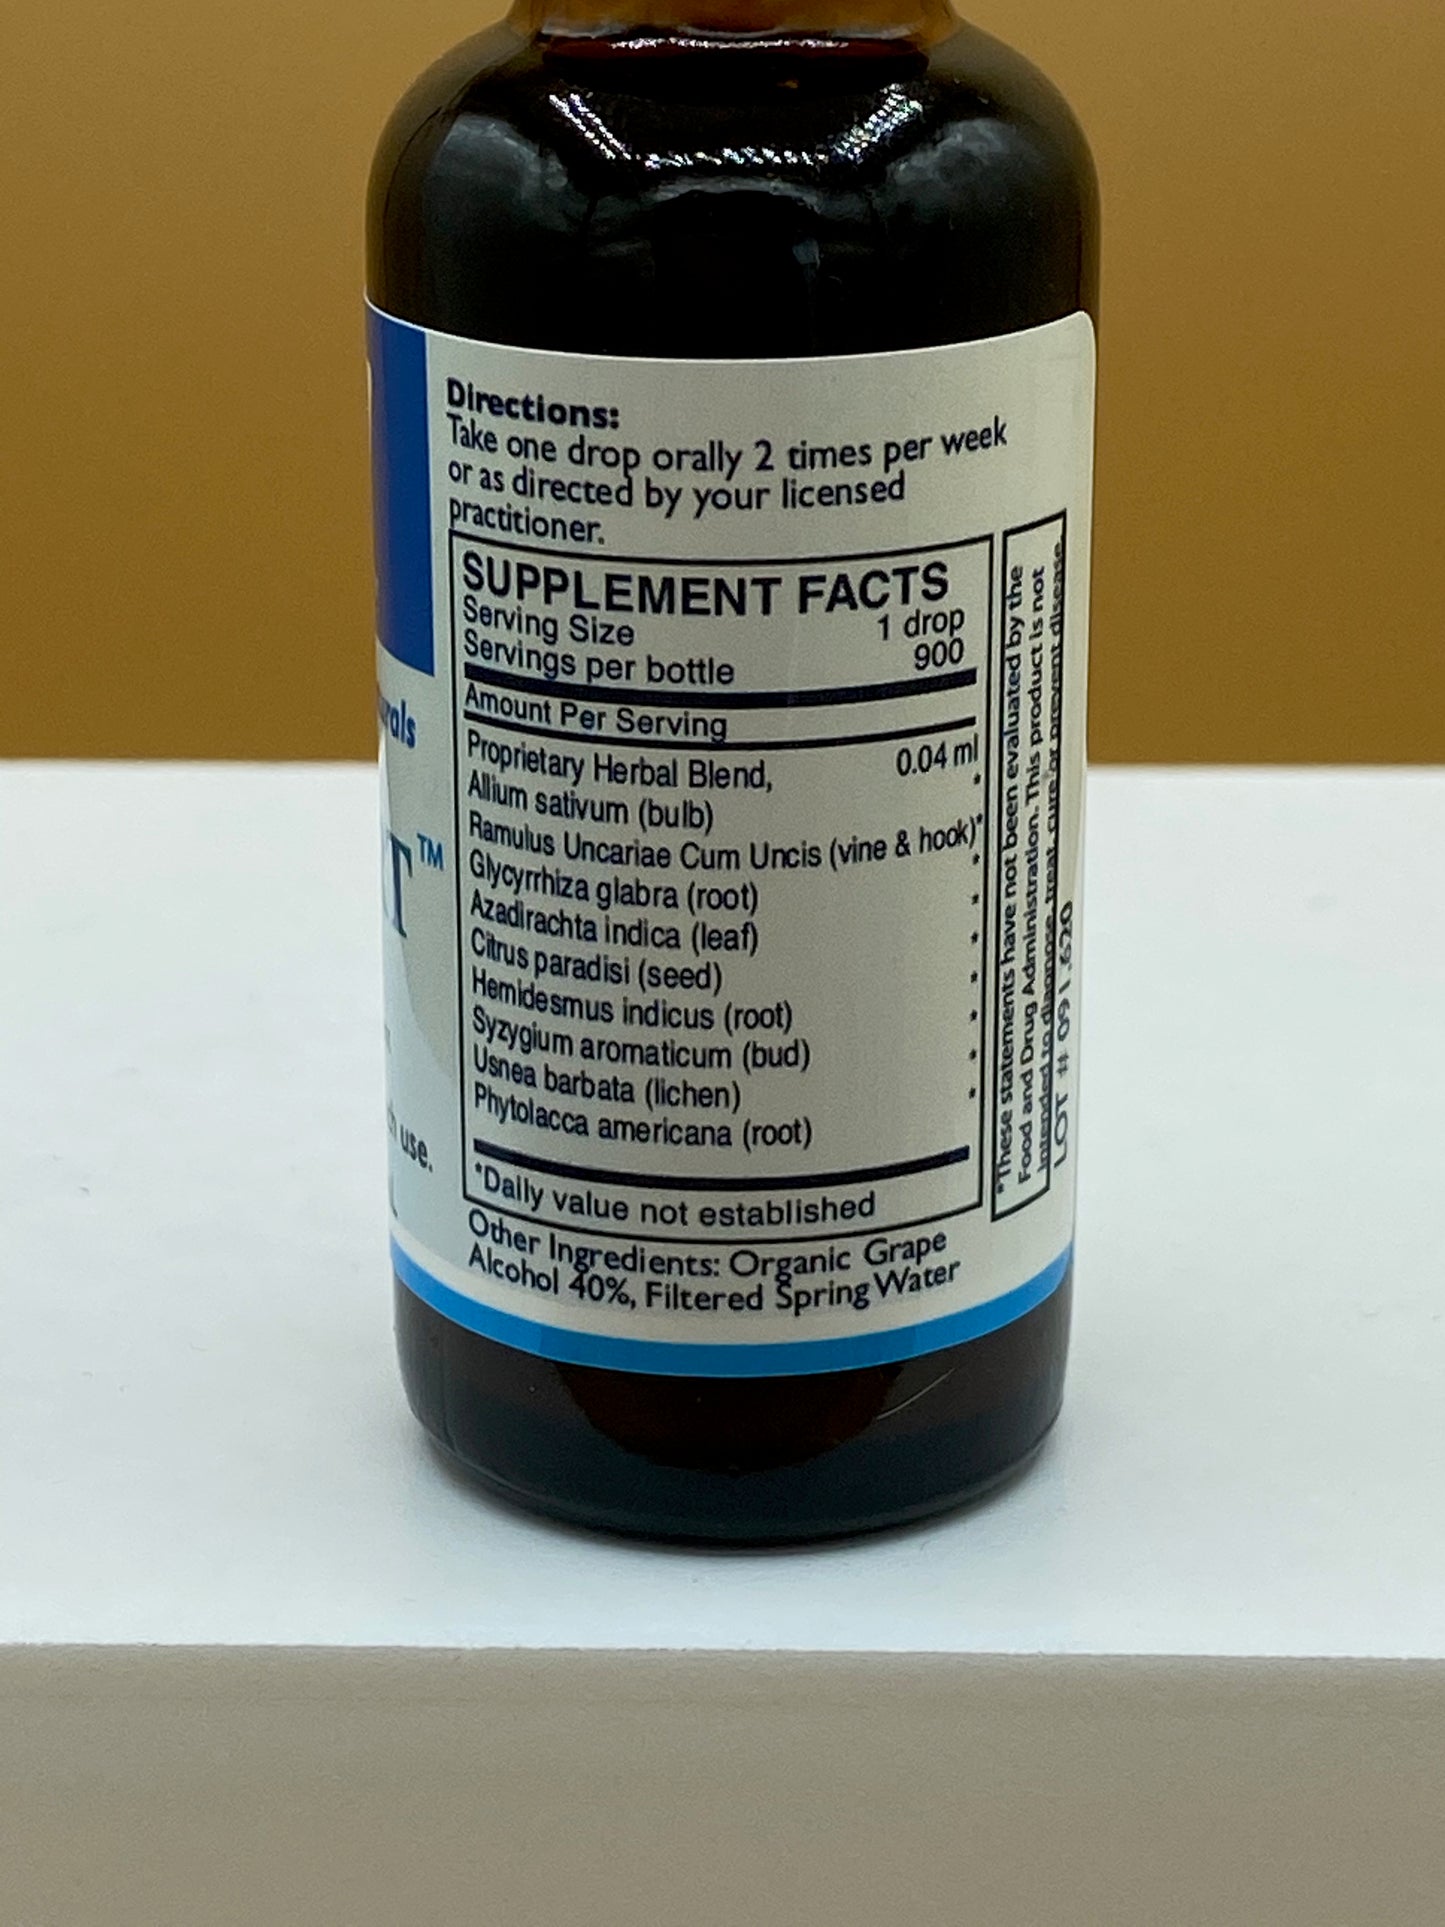 Directions:
Take one drop orally 2 times per week
or as directed by your licensed
practitioner.
SUPPLEMENT FACTS
Serving Size 1 drop
Servings per bottle 900
Amount Per Serving
Proprietary Herbal Blend, 0.04 ml
Allium sativum (bulb) *
Ramulus Uncariae Cum Uncis (vine & hook)*
Glycyrrhiza glabra (root) *
Azadirachta indica (leaf) *
Citrus paradisi (seed) *
Hemidesmus indicus (root) *
Syzygium aromaticum (bud) *
Usnea barbata (lichen) *
Phytolacca americana (root) *
*Daily value not established
Other Ingredients: Organic Grape
Alcohol 40%, Filtered Spring Water
*These statements have not been evaluated by the
Food and Drug Administration. This product is not
intended to diagnose, treat, cure or prevent disease.
LOT # 091.620
T™
use.